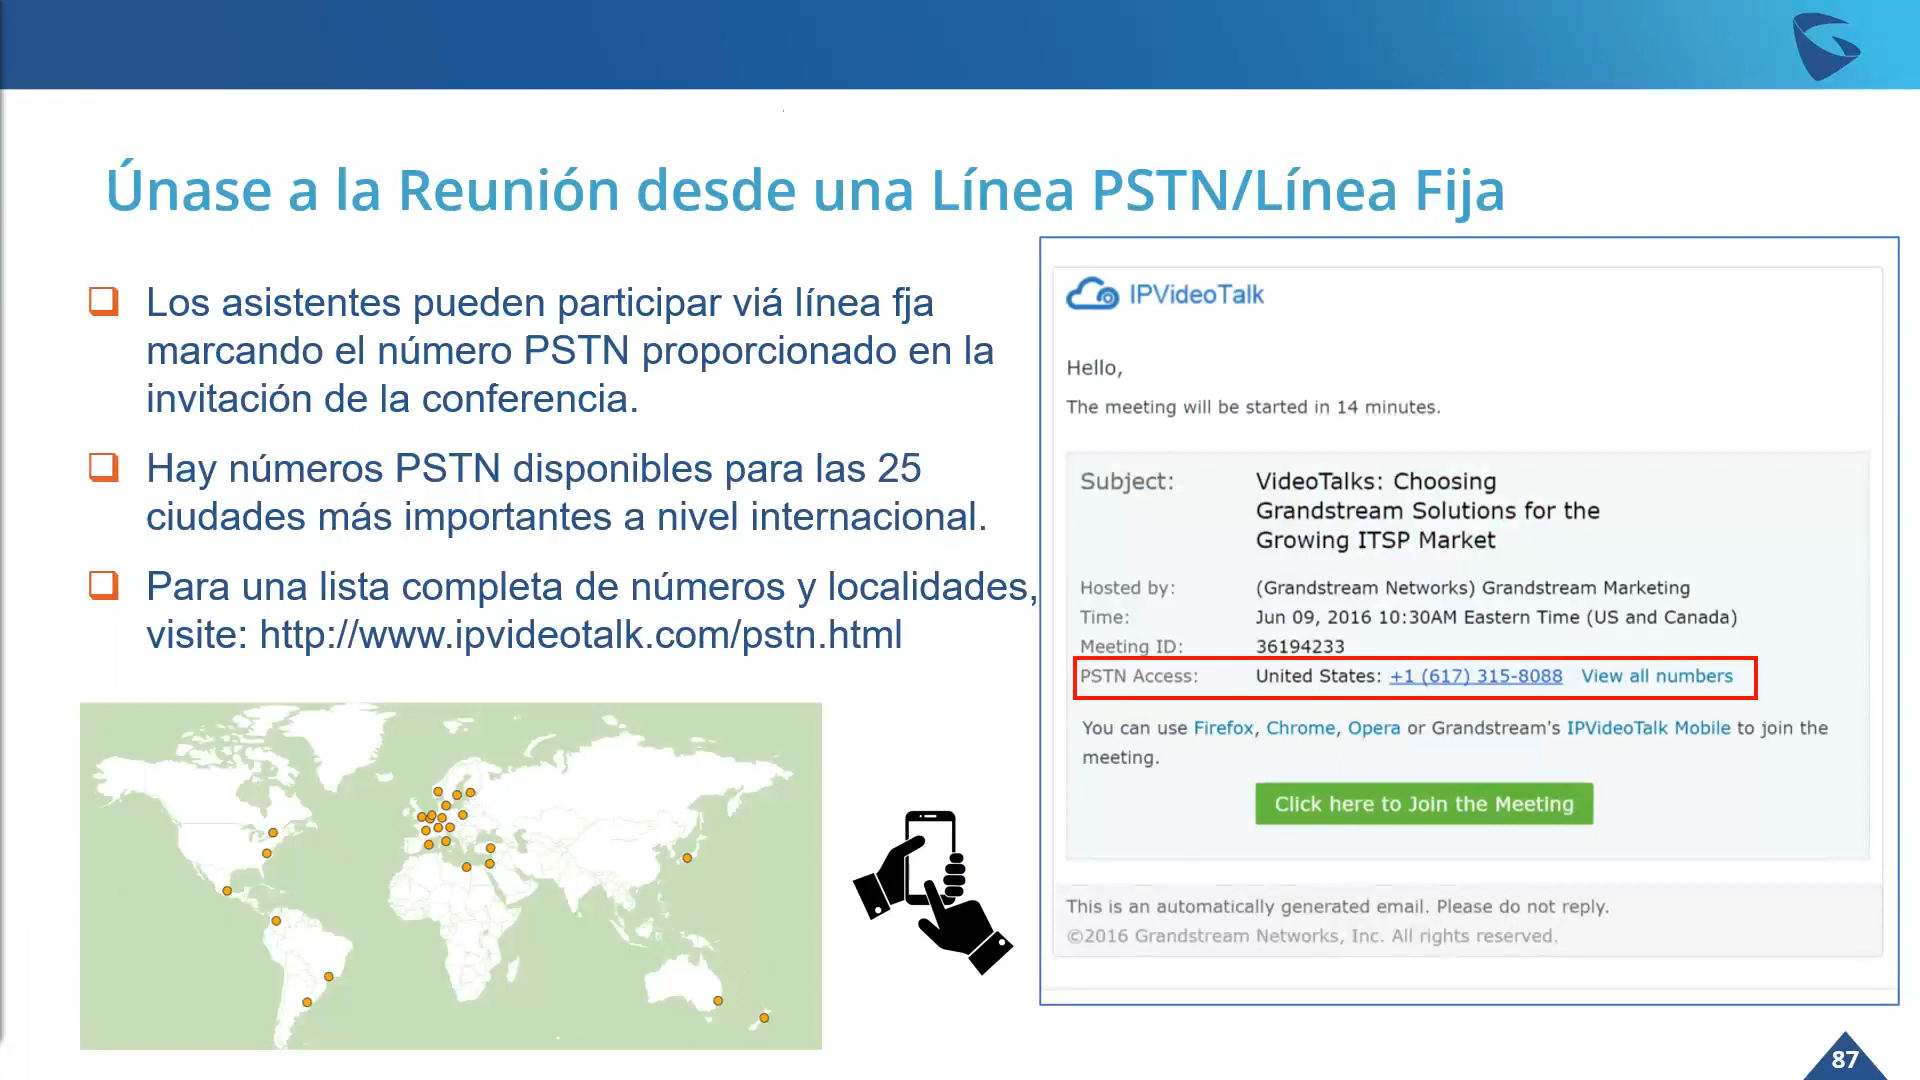 Únase a la Reunión desde una Línea PSTN/Línea Fija
Los asistentes pueden participar viá línea fja
marcando el número PSTN proporcionado en la
invitación de la conferencia.
Hay números PSTN disponibles para las 25
ciudades más importantes a nivel internacional.
Para una lista completa de números y localidades,
visite: http://www.ipvideotalk.com/pstn.html
IPVideoTalk
Hello,
The meeting will be started in 14 minutes.
Subject: VideoTalks: Choosing
Grandstream Solutions for the
Growing ITSP Market
Hosted by: (Grandstream Networks) Grandstream Marketing
Time: Jun 09, 2016 10:30AM Eastern Time (US and Canada)
Meeting ID: 36194233
PSTN Access: United States: +1 (617) 315-8088 View all numbers
You can use Firefox, Chrome, Opera or Grandstream's IPVideoTalk Mobile to join the
meeting.
Click here to Join the Meeting
This is an automatically generated email. Please do not reply.
©2016 Grandstream Networks, Inc. All rights reserved.
87